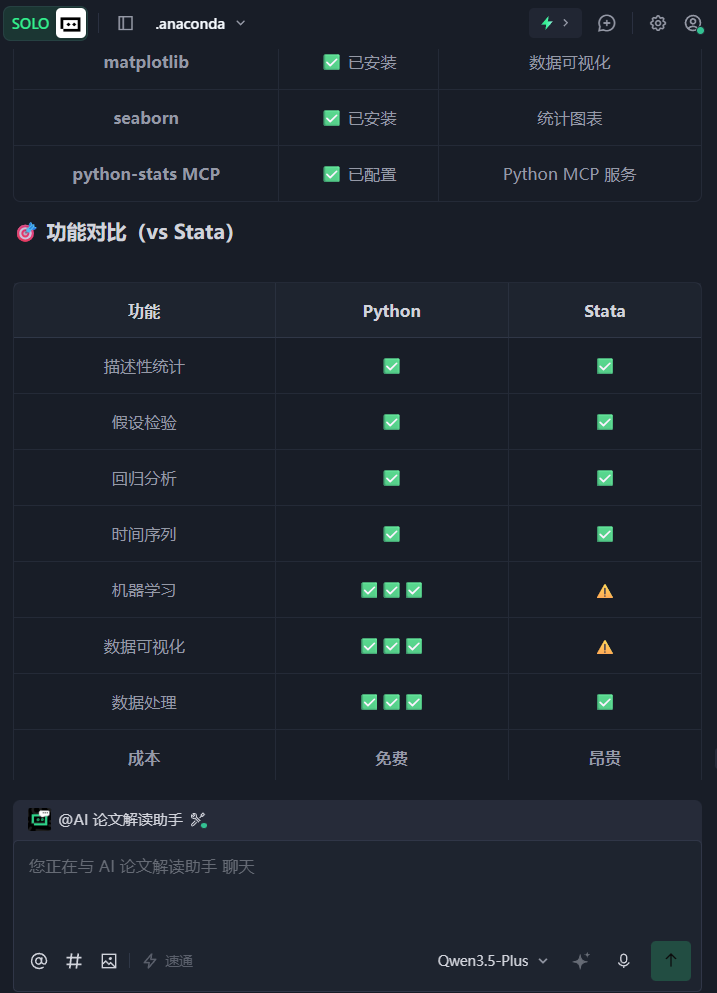 SOLO .anaconda
matplotlib ✅ 已安装 数据可视化
seaborn ✅ 已安装 统计图表
python-stats MCP ✅ 已配置 Python MCP 服务
🎯 功能对比（vs Stata）
功能 Python Stata
描述性统计 ✅ ✅
假设检验 ✅ ✅
回归分析 ✅ ✅
时间序列 ✅ ✅
机器学习 ✅✅✅ ⚠️
数据可视化 ✅✅✅ ⚠️
数据处理 ✅✅✅ ✅
成本 免费 昂贵
@AI 论文解读助手
您正在与 AI 论文解读助手 聊天
@ # 速通 Qwen3.5-Plus